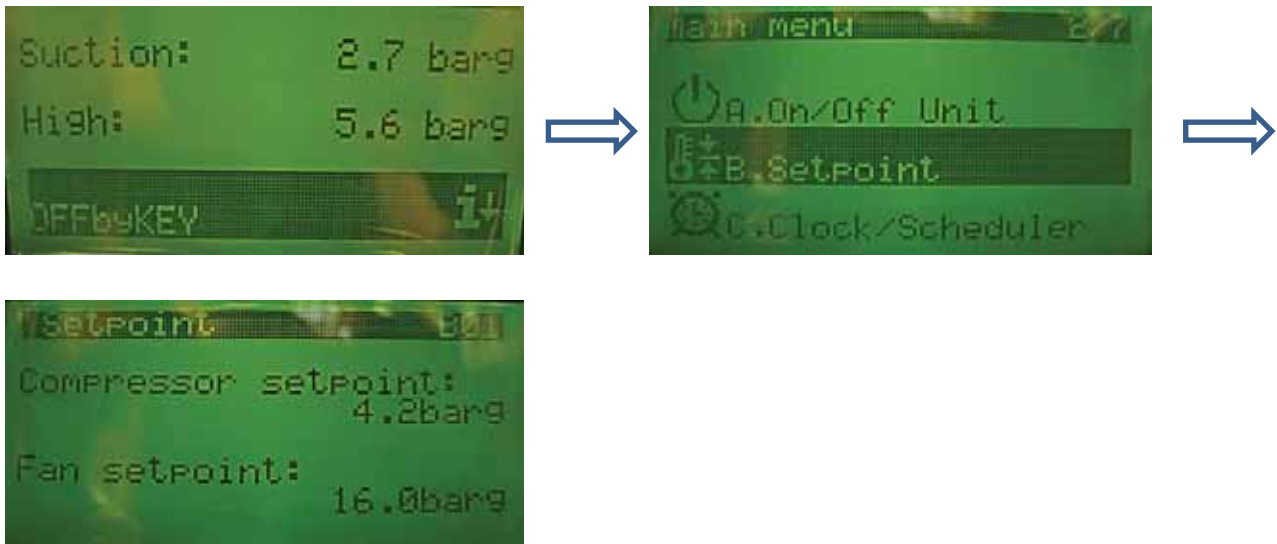 Suction: 2.7 barg
High: 5.6 barg
OFFbyKEY
Main menu 2/7
A.On/Off Unit
B.Setpoint
C.Clock/Scheduler
Setpoint B01
Compressor setpoint:
4.2barg
Fan setpoint:
16.0barg